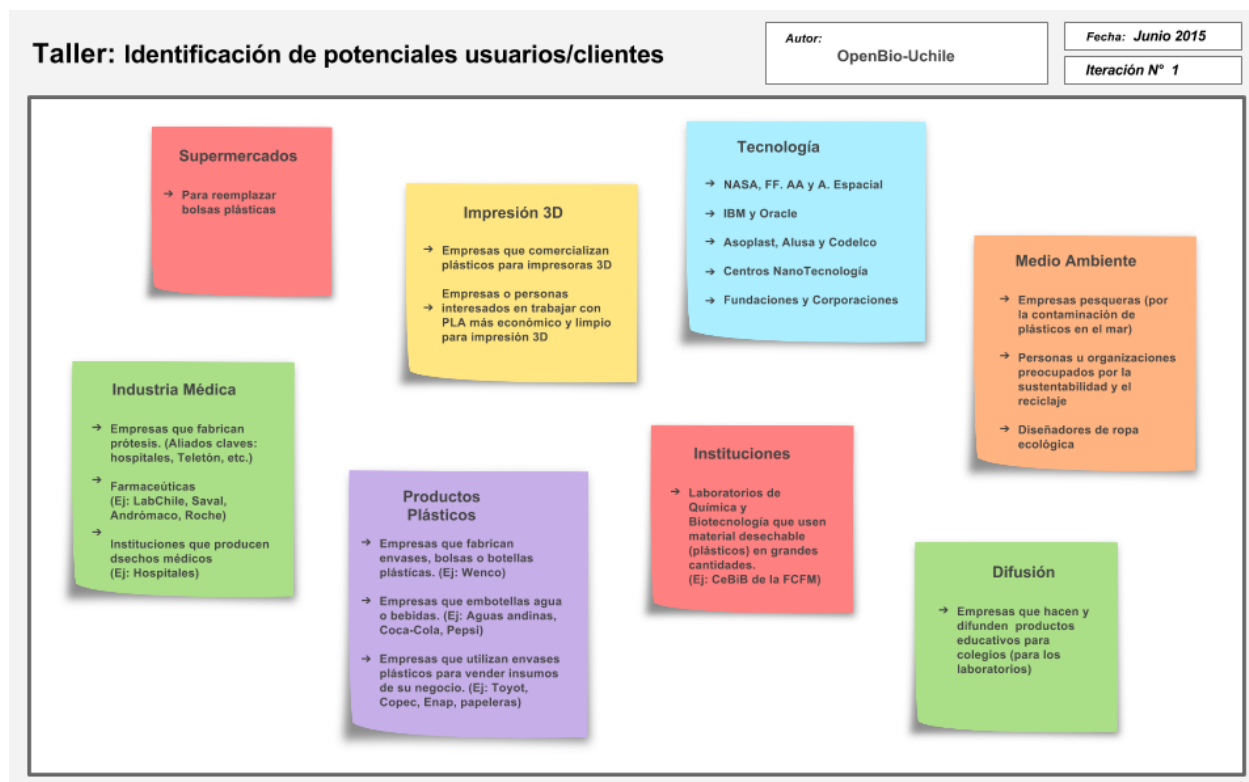 Taller: Identificación de potenciales usuarios/clientes
Autor:
OpenBio-Uchile
Fecha: Junio 2015
Iteración N° 1
Supermercados
➔ Para reemplazar
bolsas plásticas
Impresión 3D
➔ Empresas que comercializan
plásticos para impresoras 3D
Empresas o personas
➔ interesados en trabajar con
PLA más económico y limpio
para impresión 3D
Tecnología
➔ NASA, FF. AA y A. Espacial
➔ IBM y Oracle
➔ Asoplast, Alusa y Codelco
➔ Centros NanoTecnología
➔ Fundaciones y Corporaciones
Medio Ambiente
➔ Empresas pesqueras (por
la contaminación de
plásticos en el mar)
➔ Personas u organizaciones
preocupados por la
sustentabilidad y el
reciclaje
➔ Diseñadores de ropa
ecológica
Industria Médica
➔ Empresas que fabrican
prótesis. (Aliados claves:
hospitales, Teletón, etc.)
➔ Farmaceúticas
(Ej: LabChile, Saval,
Andrómaco, Roche)
➔
Instituciones que producen
dsechos médicos
(Ej: Hospitales)
Productos
Plásticos
➔ Empresas que fabrican
envases, bolsas o botellas
plásticas. (Ej: Wenco)
➔ Empresas que embotellas agua
o bebidas. (Ej: Aguas andinas,
Coca-Cola, Pepsi)
➔ Empresas que utilizan envases
plásticos para vender insumos
de su negocio. (Ej: Toyot,
Copec, Enap, papeleras)
Instituciones
➔ Laboratorios de
Química y
Biotecnología que usen
material desechable
(plásticos) en grandes
cantidades.
(Ej: CeBiB de la FCFM)
Difusión
➔ Empresas que hacen y
difunden productos
educativos para
colegios (para los
laboratorios)